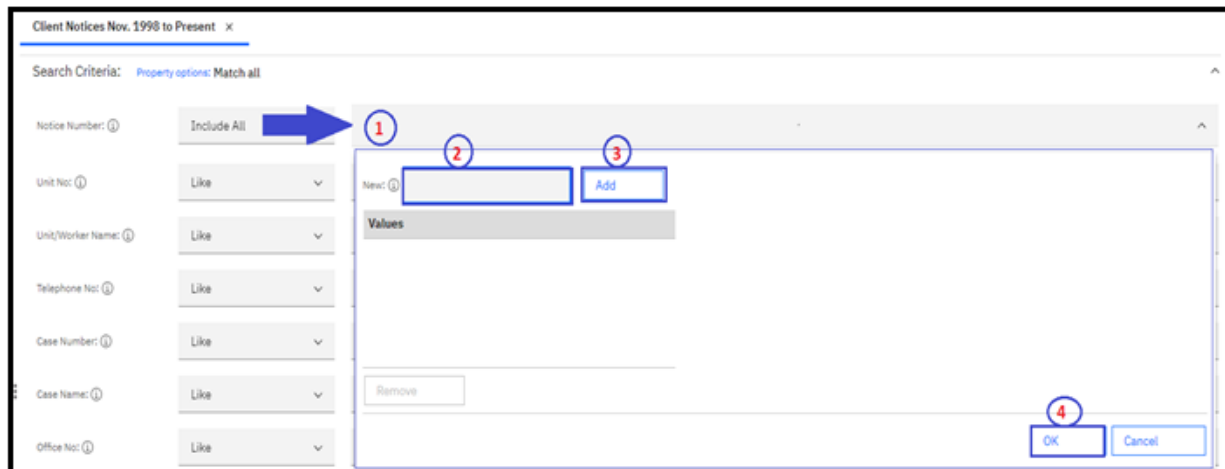 Client Notices Nov. 1998 to Present ×
Search Criteria: Property options: Match all
Notice Number: Include All 1
2 3
Unit No: Like New: Add
Values
Unit/Worker Name: Like
Telephone No: Like
Case Number: Like
Case Name: Like Remove
4
Office No: Like OK Cancel